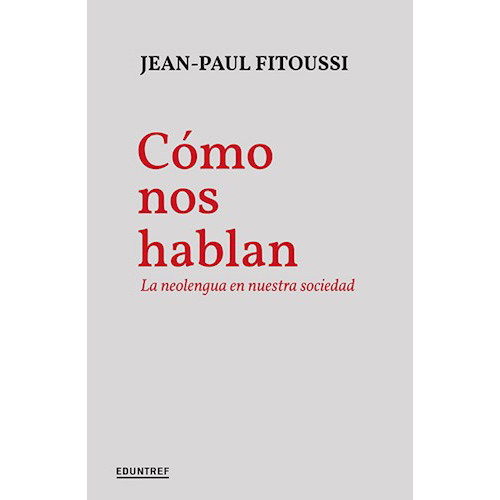 JEAN-PAUL FITOUSSI
Cómo
nos
hablan
La neolengua en nuestra sociedad
EDUNTREF